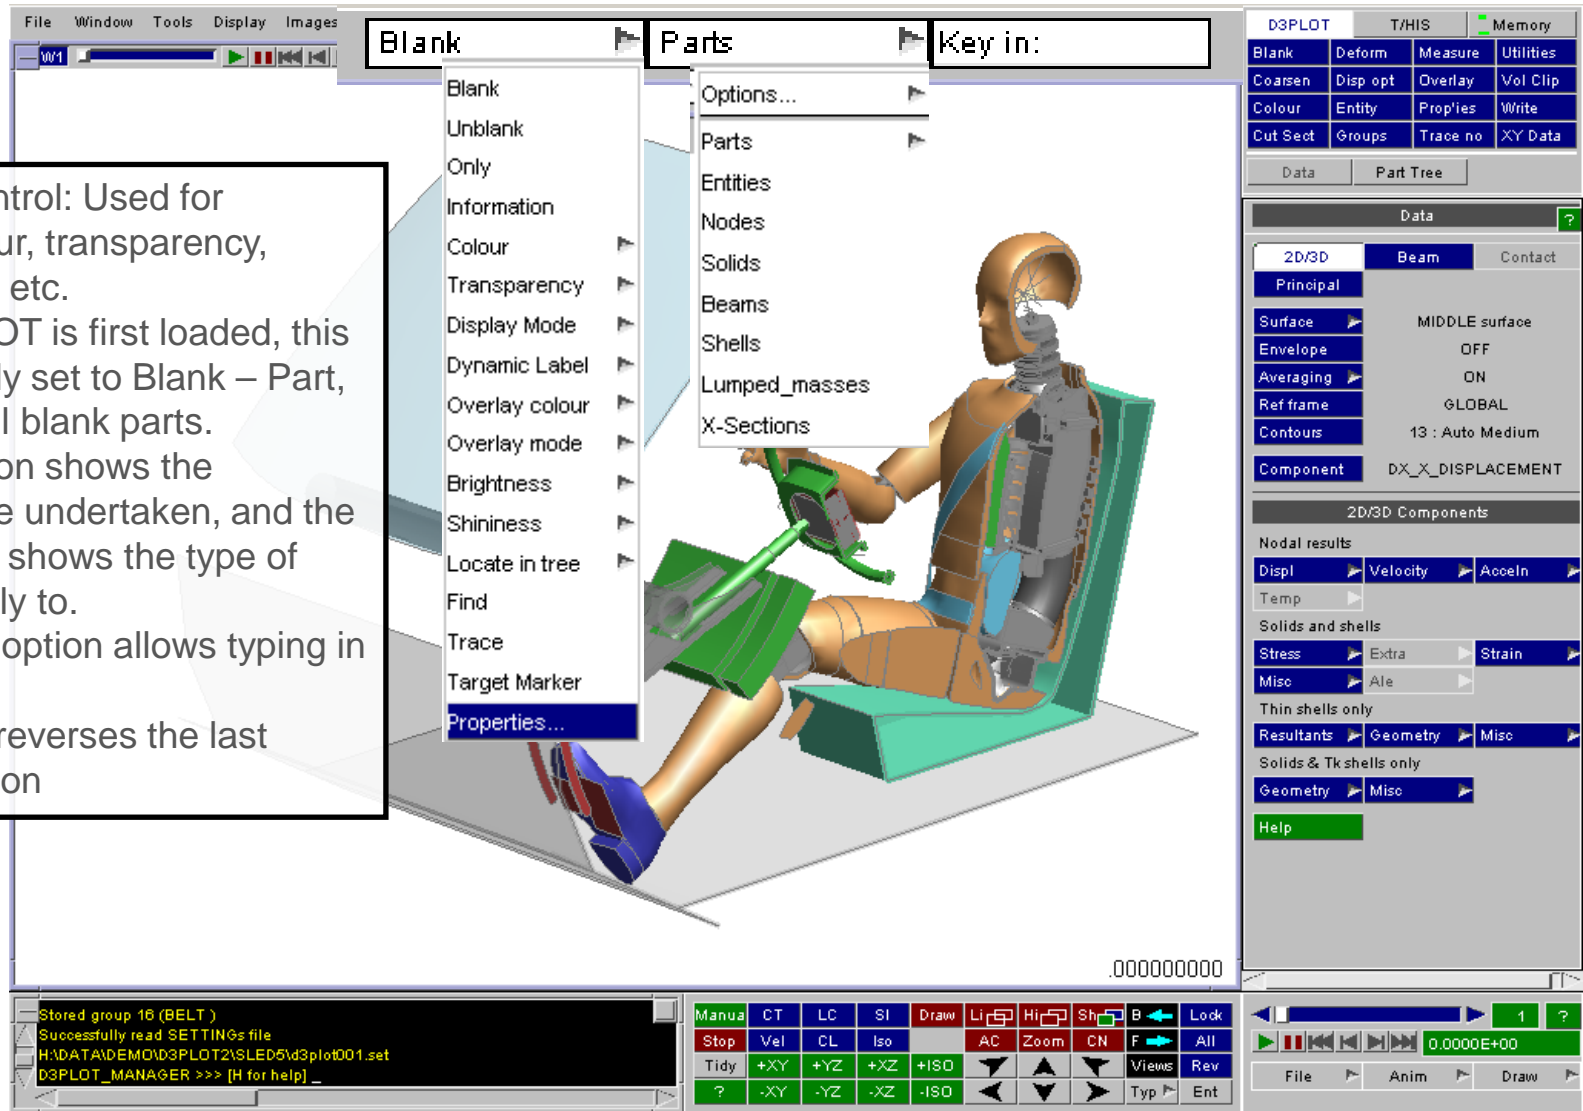 File Window Tools Display Images
W1
Blank
Parts
Key in:
Blank
Unblank
Only
Information
Colour
Transparency
Display Mode
Dynamic Label
Overlay colour
Overlay mode
Brightness
Shininess
Locate in tree
Find
Trace
Target Marker
Properties...
Options...
Parts
Entities
Nodes
Solids
Beams
Shells
Lumped_masses
X-Sections
ntrol: Used for
ur, transparency,
etc.
OT is first loaded, this
ly set to Blank – Part,
ll blank parts.
on shows the
e undertaken, and the
shows the type of
ly to.
option allows typing in
reverses the last
on
.000000000
D3PLOT T/HIS Memory
Blank Deform Measure Utilities
Coarsen Disp opt Overlay Vol Clip
Colour Entity Prop'ies Write
Cut Sect Groups Trace no XY Data
Data Part Tree
Data ?
2D/3D Beam Contact
Principal
Surface MIDDLE surface
Envelope OFF
Averaging ON
Ref frame GLOBAL
Contours 13 : Auto Medium
Component DX_X_DISPLACEMENT
2D/3D Components
Nodal results
Displ Velocity Acceln
Temp
Solids and shells
Stress Extra Strain
Misc Ale
Thin shells only
Resultants Geometry Misc
Solids & Tk shells only
Geometry Misc
Help
Stored group 16 (BELT )
Successfully read SETTINGs file
H:\DATA\DEMO\D3PLOT2\SLED5\d3plot001.set
D3PLOT_MANAGER >>> [H for help] _
Manua CT LC SI Draw Li Hi Sh B Lock
Stop Vel CL Iso AC Zoom CN F All
Tidy +XY +YZ +XZ +ISO Views Rev
? -XY -YZ -XZ -ISO Typ Ent
1 ?
0.0000E+00
File Anim Draw